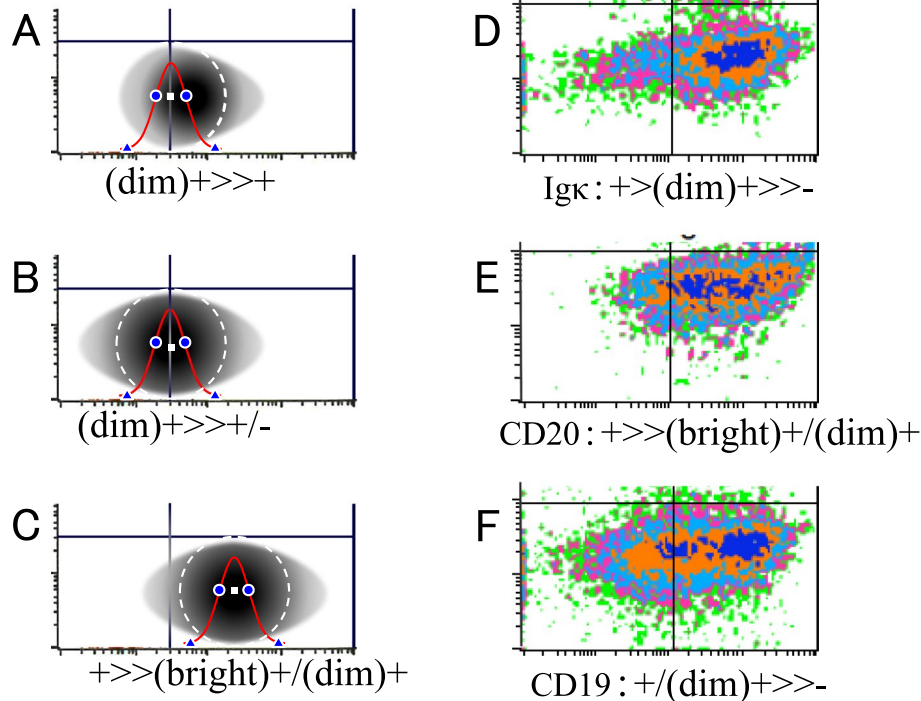 A
(dim)+>>+
B
(dim)+>>+/-
C
+>>(bright)+/(dim)+
D
Igκ: +>(dim)+>>-
E
CD20: +>>(bright)+/(dim)+
F
CD19: +/(dim)+>>-